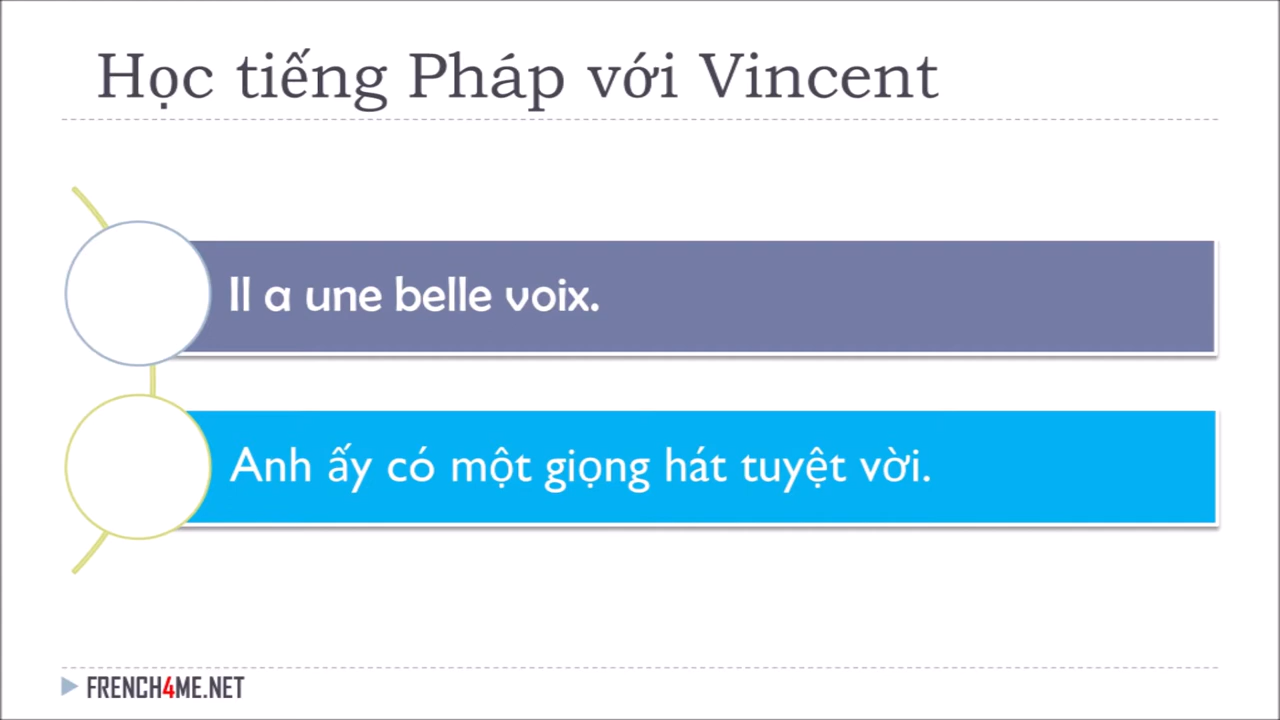 Học tiếng Pháp với Vincent
Il a une belle voix.
Anh ấy có một giọng hát tuyệt vời.
FRENCH4ME.NET